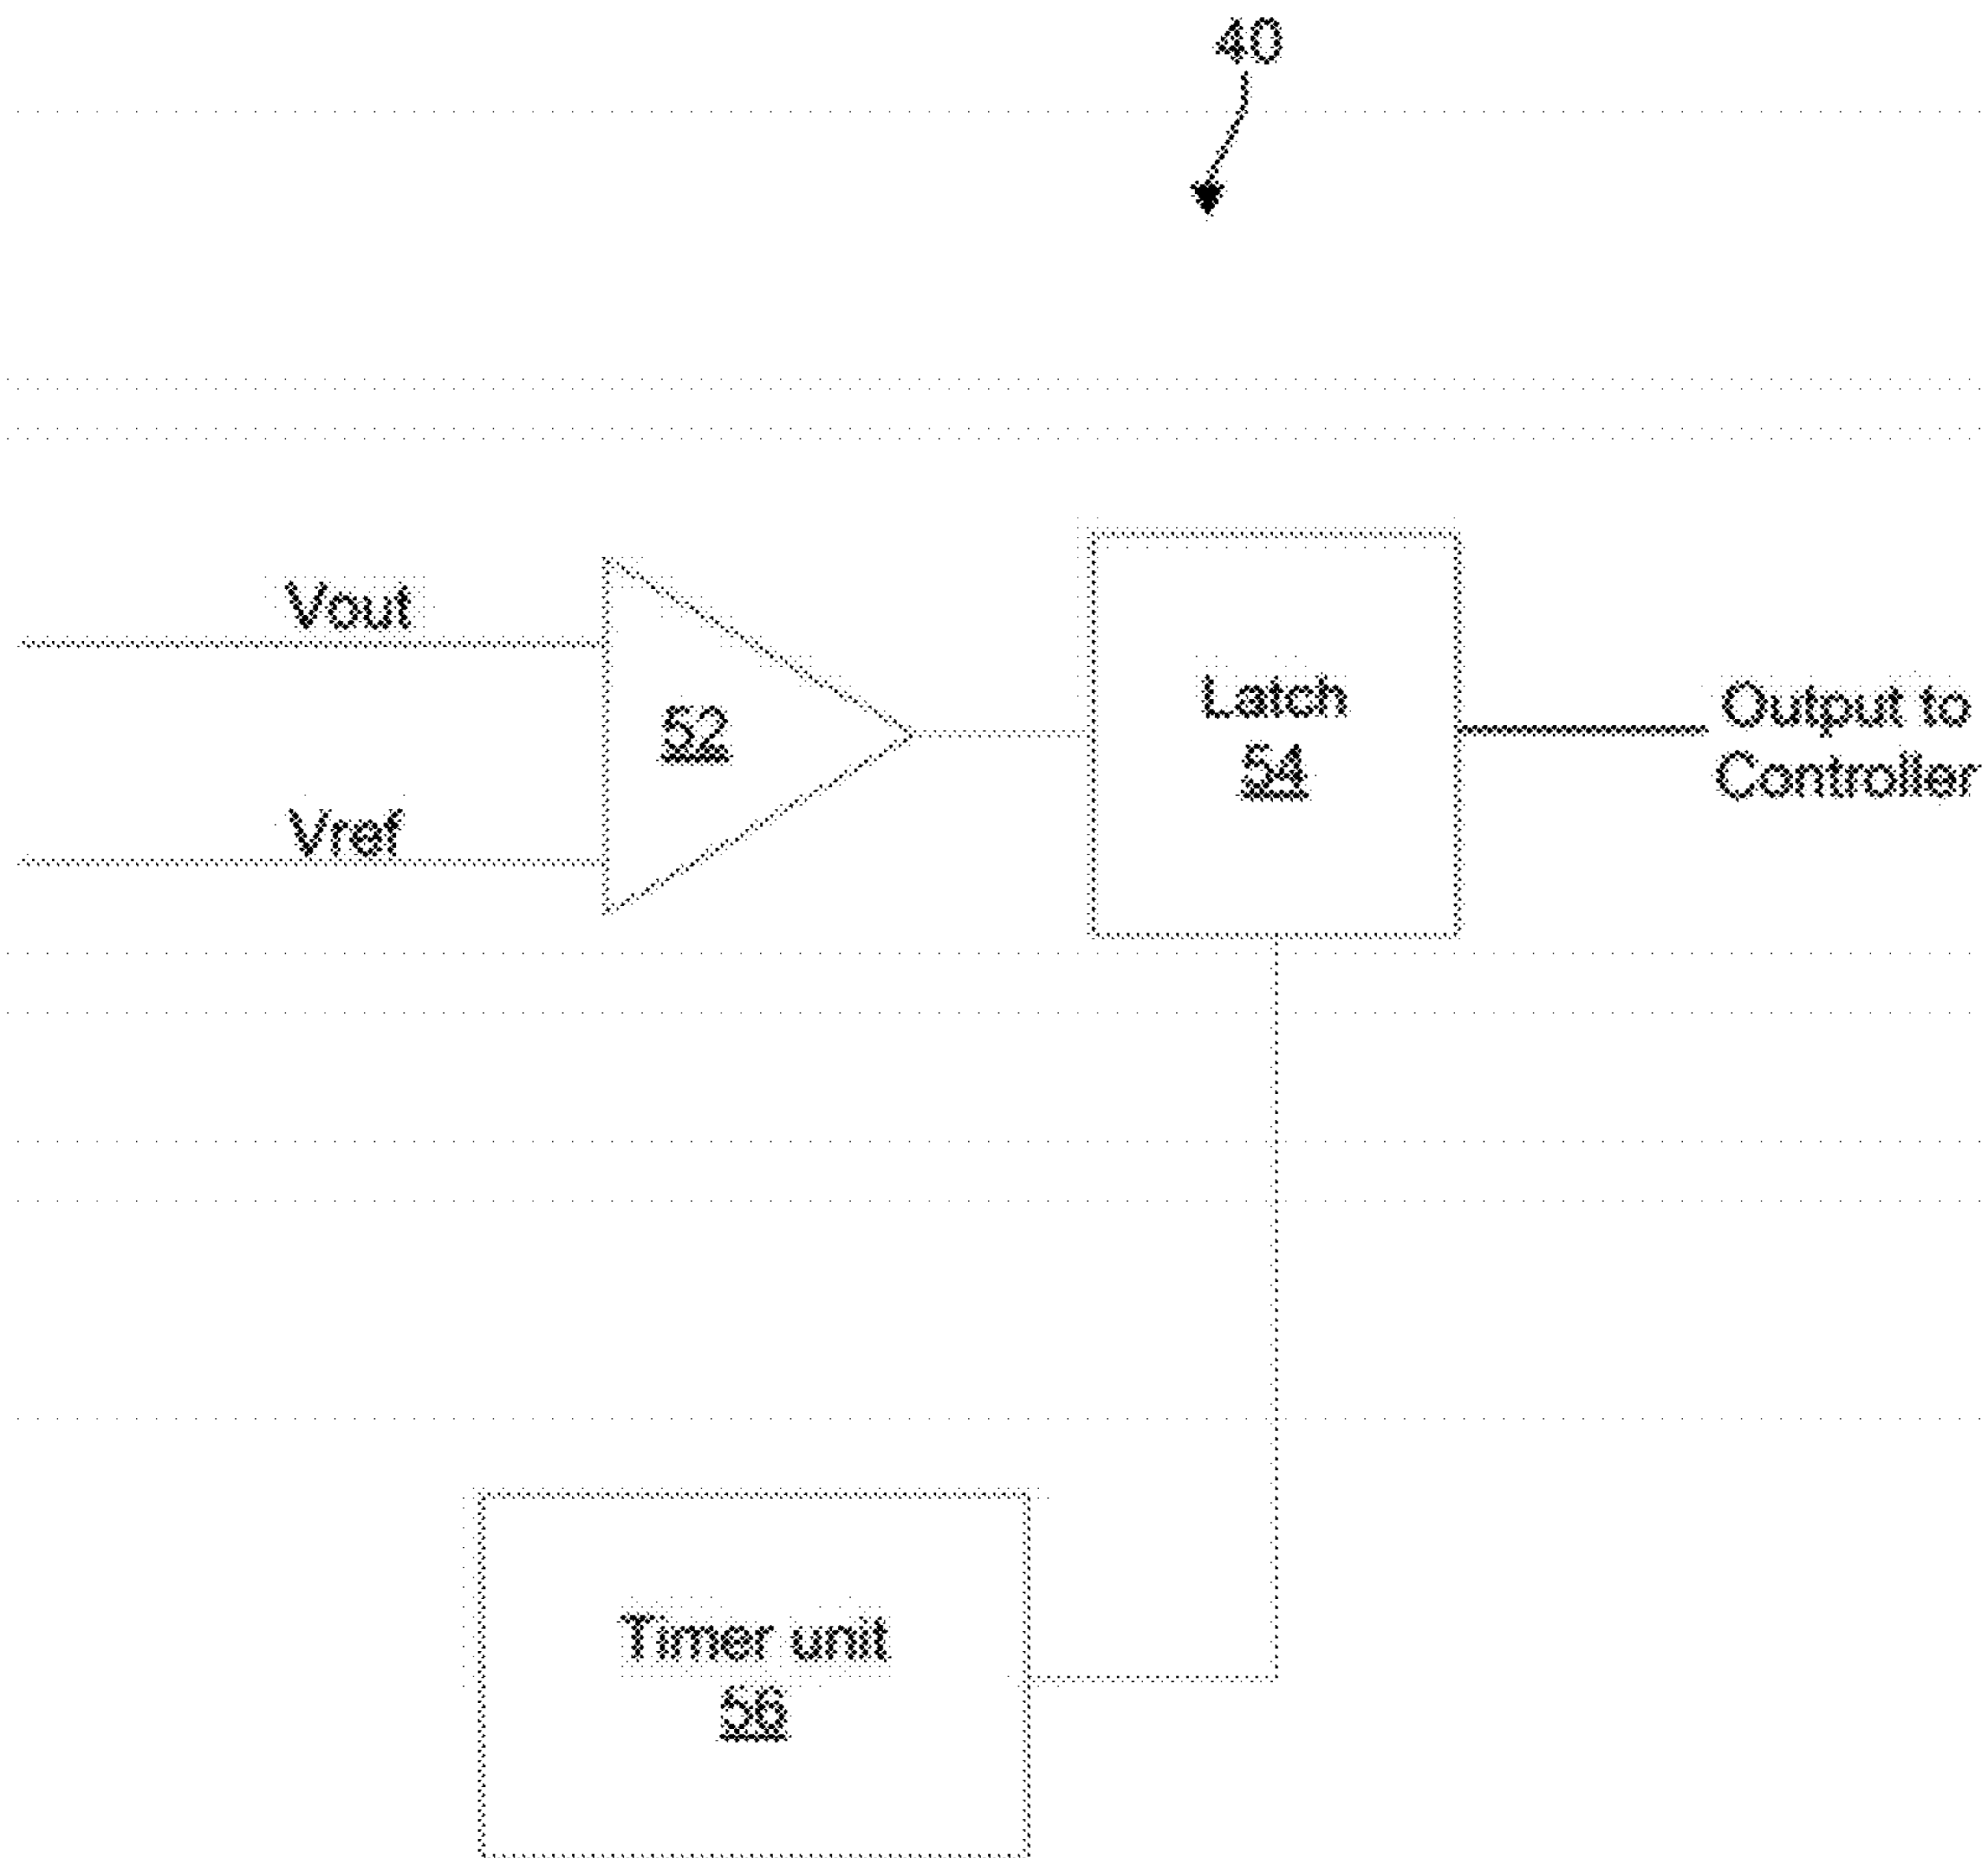 40
Vout
52
Vref
Latch
54
Output to
Controller
Timer unit
56